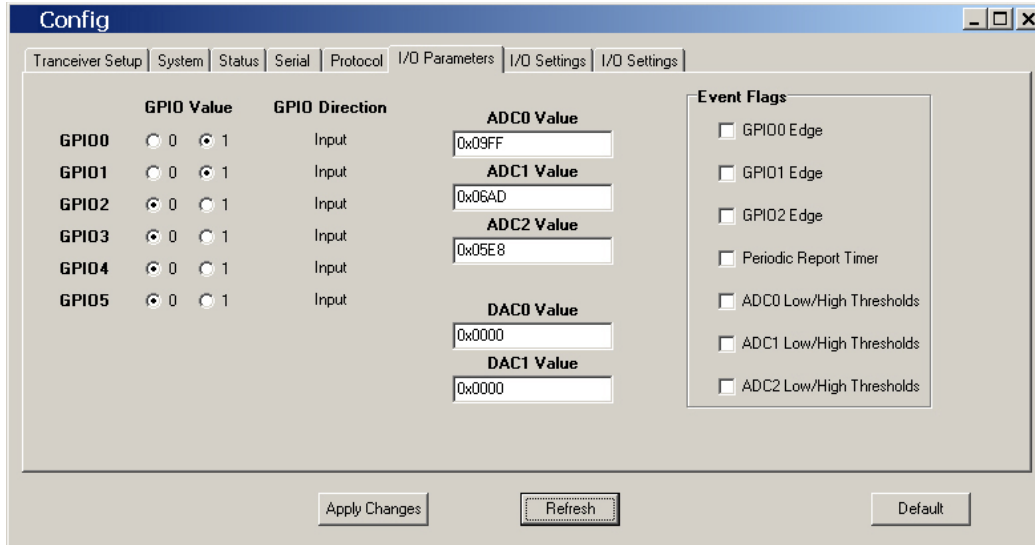 Config
Tranceiver Setup System Status Serial Protocol I/O Parameters I/O Settings I/O Settings
GPIO Value GPIO Direction
GPIO0 0 1 Input
GPIO1 0 1 Input
GPIO2 0 1 Input
GPIO3 0 1 Input
GPIO4 0 1 Input
GPIO5 0 1 Input
ADC0 Value
0x09FF
ADC1 Value
0x06AD
ADC2 Value
0x05E8
DAC0 Value
0x0000
DAC1 Value
0x0000
Event Flags
GPIO0 Edge
GPIO1 Edge
GPIO2 Edge
Periodic Report Timer
ADC0 Low/High Thresholds
ADC1 Low/High Thresholds
ADC2 Low/High Thresholds
Apply Changes Refresh Default